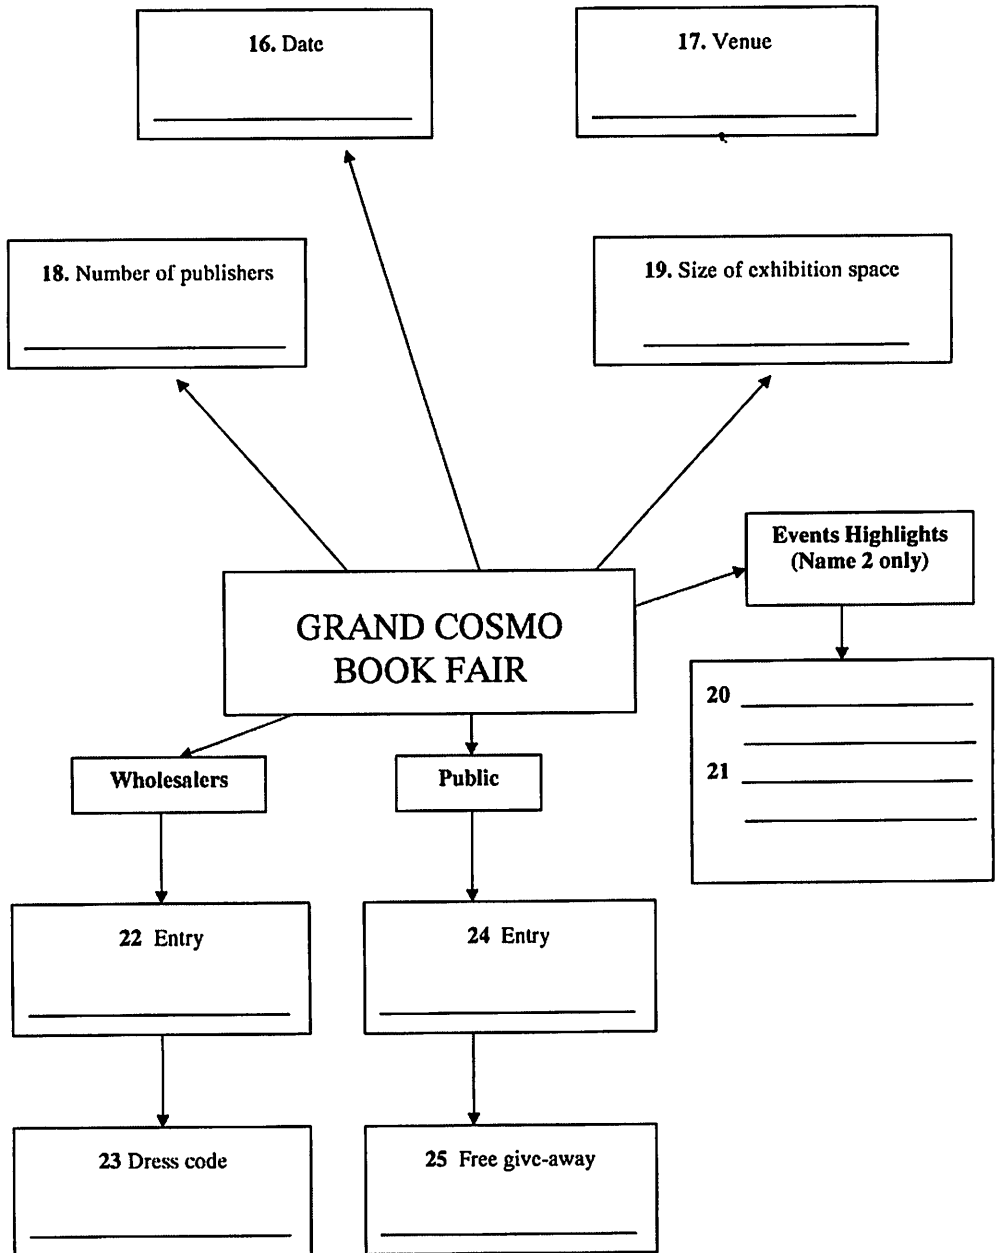 16. Date
17. Venue
18. Number of publishers
19. Size of exhibition space
Events Highlights
(Name 2 only)
GRAND COSMO
BOOK FAIR
20
21
Wholesalers
Public
22 Entry
24 Entry
23 Dress code
25 Free give-away